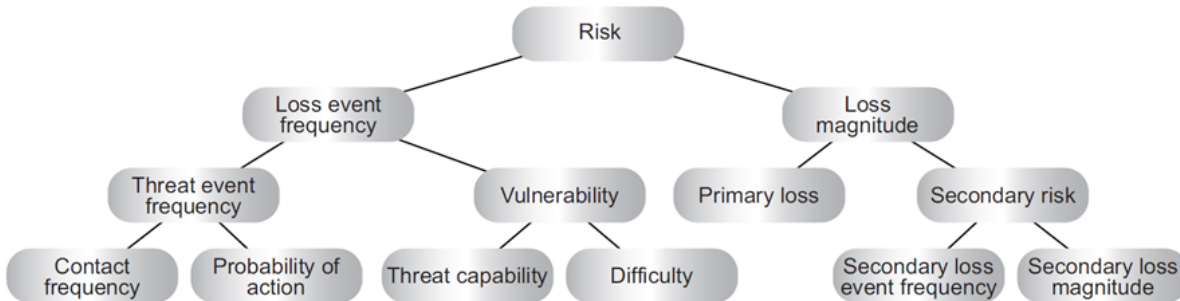 Risk
Loss event
frequency
Loss
magnitude
Threat event
frequency
Vulnerability
Primary loss
Secondary risk
Contact
frequency
Probability of
action
Threat capability
Difficulty
Secondary loss
event frequency
Secondary loss
magnitude